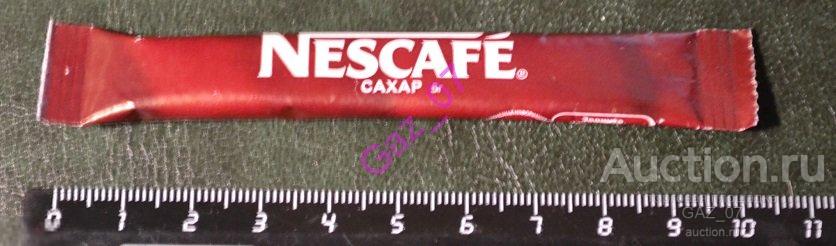 NESCAFÉ®
САХАР 5г
Gaz_07
Auction.ru
0 1 2 3 4 5 6 7 8 9 10 11
GAZ_07
auction.ru